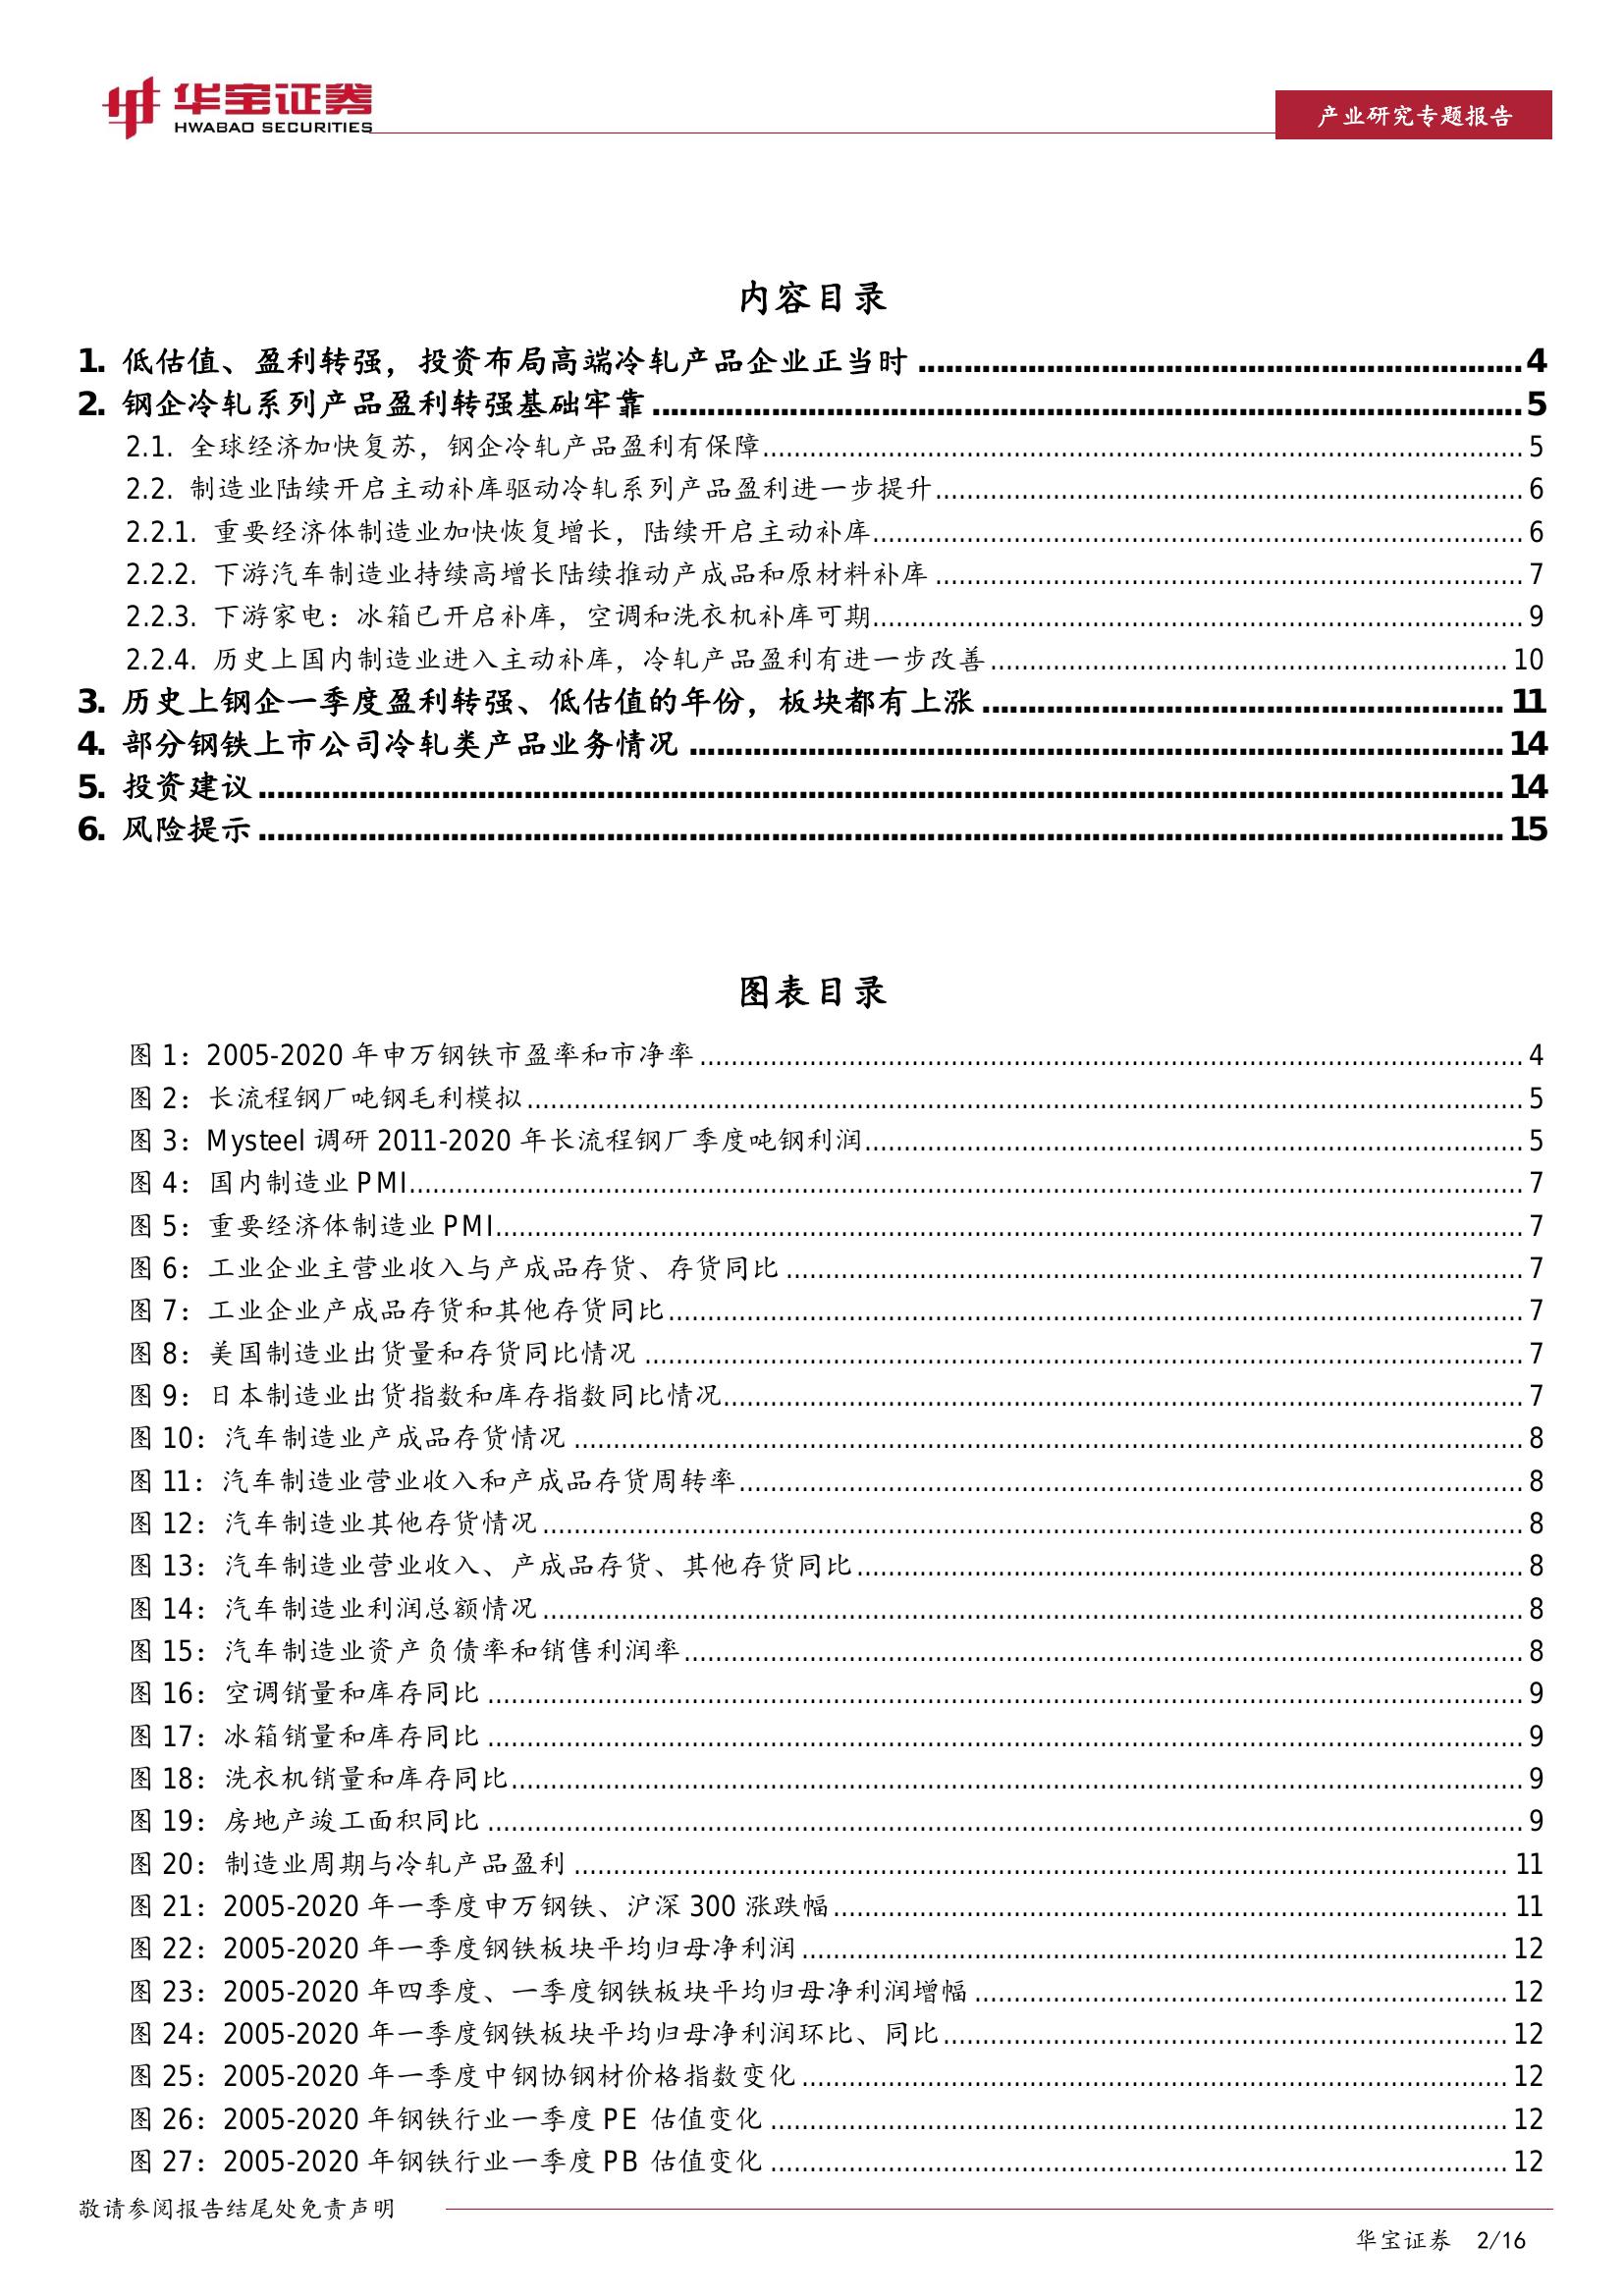 华宝证券
HWABAO SECURITIES
产业研究专题报告
内容目录
1. 低估值、盈利转强，投资布局高端冷轧产品企业正当时 4
2. 钢企冷轧系列产品盈利转强基础牢靠 5
2.1. 全球经济加快复苏，钢企冷轧产品盈利有保障 5
2.2. 制造业陆续开启主动补库驱动冷轧系列产品盈利进一步提升 6
2.2.1. 重要经济体制造业加快恢复增长，陆续开启主动补库 6
2.2.2. 下游汽车制造业持续高增长陆续推动产成品和原材料补库 7
2.2.3. 下游家电：冰箱已开启补库，空调和洗衣机补库可期 9
2.2.4. 历史上国内制造业进入主动补库，冷轧产品盈利有进一步改善 10
3. 历史上钢企一季度盈利转强、低估值的年份，板块都有上涨 11
4. 部分钢铁上市公司冷轧类产品业务情况 14
5. 投资建议 14
6. 风险提示 15
图表目录
图 1：2005-2020 年申万钢铁市盈率和市净率 4
图 2：长流程钢厂吨钢毛利模拟 5
图 3：Mysteel 调研 2011-2020 年长流程钢厂季度吨钢利润 5
图 4：国内制造业 PMI 7
图 5：重要经济体制造业 PMI 7
图 6：工业企业主营业收入与产成品存货、存货同比 7
图 7：工业企业产成品存货和其他存货同比 7
图 8：美国制造业出货量和存货同比情况 7
图 9：日本制造业出货指数和库存指数同比情况 7
图 10：汽车制造业产成品存货情况 8
图 11：汽车制造业营业收入和产成品存货周转率 8
图 12：汽车制造业其他存货情况 8
图 13：汽车制造业营业收入、产成品存货、其他存货同比 8
图 14：汽车制造业利润总额情况 8
图 15：汽车制造业资产负债率和销售利润率 8
图 16：空调销量和库存同比 9
图 17：冰箱销量和库存同比 9
图 18：洗衣机销量和库存同比 9
图 19：房地产竣工面积同比 9
图 20：制造业周期与冷轧产品盈利 11
图 21：2005-2020 年一季度申万钢铁、沪深 300 涨跌幅 11
图 22：2005-2020 年一季度钢铁板块平均归母净利润 12
图 23：2005-2020 年四季度、一季度钢铁板块平均归母净利润增幅 12
图 24：2005-2020 年一季度钢铁板块平均归母净利润环比、同比 12
图 25：2005-2020 年一季度中钢协钢材价格指数变化 12
图 26：2005-2020 年钢铁行业一季度 PE 估值变化 12
图 27：2005-2020 年钢铁行业一季度 PB 估值变化 12
敬请参阅报告结尾处免责声明
华宝证券 2/16